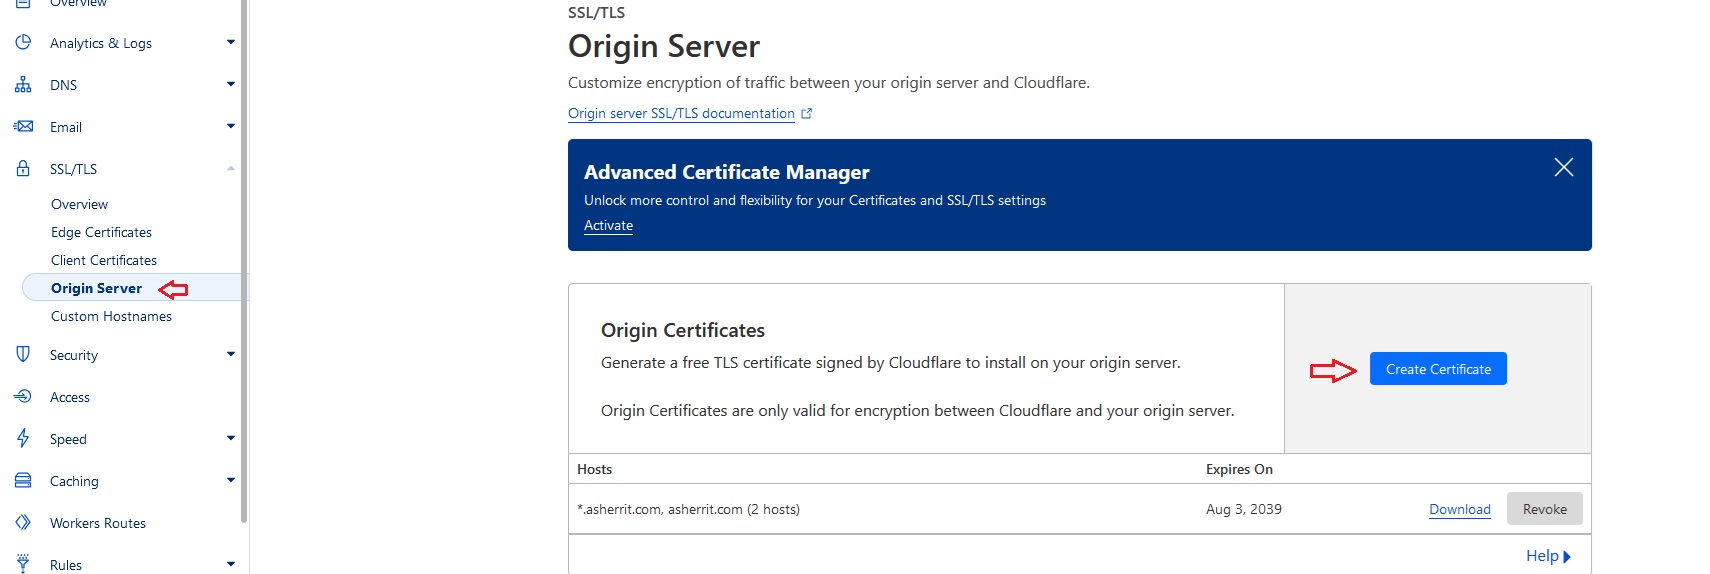 Overview
Analytics & Logs
DNS
Email
SSL/TLS
Overview
Edge Certificates
Client Certificates
Origin Server
Custom Hostnames
Security
Access
Speed
Caching
Workers Routes
Rules
SSL/TLS
Origin Server
Customize encryption of traffic between your origin server and Cloudflare.
Origin server SSL/TLS documentation
Advanced Certificate Manager
Unlock more control and flexibility for your Certificates and SSL/TLS settings
Activate
Origin Certificates
Generate a free TLS certificate signed by Cloudflare to install on your origin server.
Origin Certificates are only valid for encryption between Cloudflare and your origin server.
Create Certificate
Hosts Expires On
*.asherrit.com, asherrit.com (2 hosts) Aug 3, 2039 Download Revoke
Help